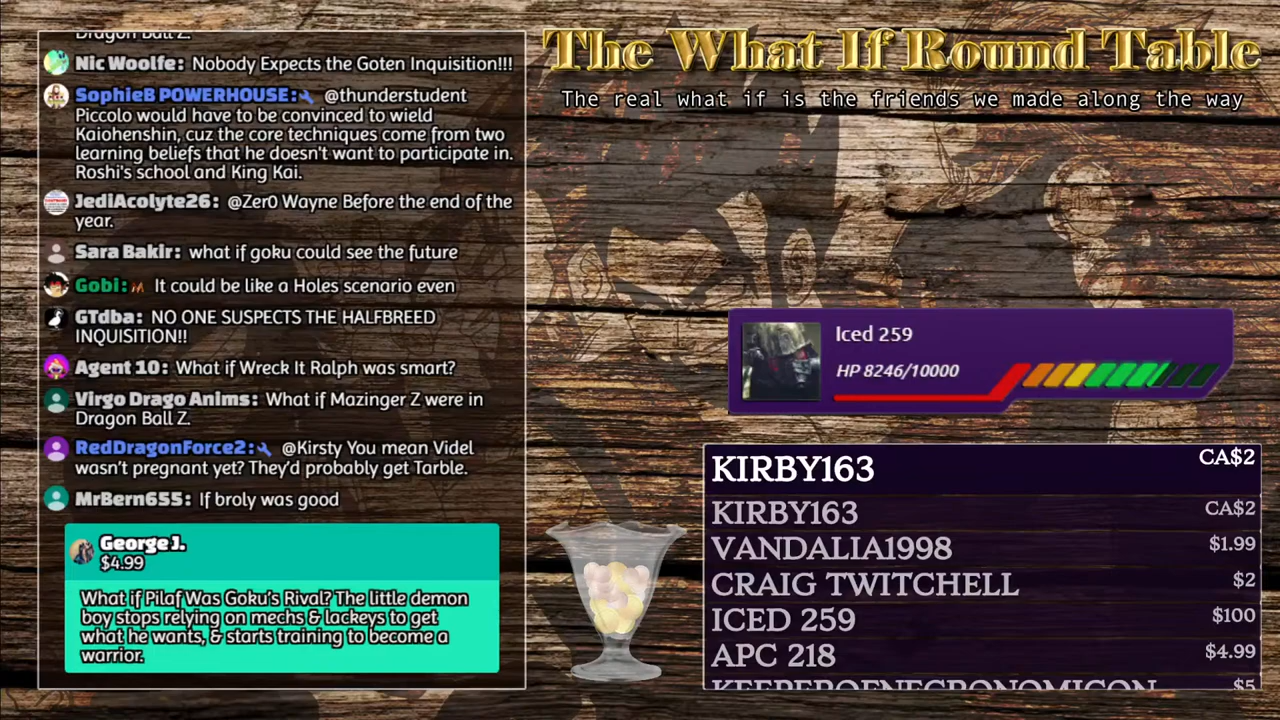 Dragon Ball Z.
Nic Woolfe: Nobody Expects the Goten Inquisition!!!
SophieB POWERHOUSE: @thunderstudent
Piccolo would have to be convinced to wield
Kaiohenshin, cuz the core techniques come from two
learning beliefs that he doesn't want to participate in.
Roshi's school and King Kai.
JediAcolyte26: @Zer0 Wayne Before the end of the
year.
Sara Bakir: what if goku could see the future
Gobi: It could be like a Holes scenario even
GTdba: NO ONE SUSPECTS THE HALFBREED
INQUISITION!!
Agent 10: What if Wreck It Ralph was smart?
Virgo Drago Anims: What if Mazinger Z were in
Dragon Ball Z.
RedDragonForce2: @Kirsty You mean Videl
wasn't pregnant yet? They'd probably get Tarble.
MrBern655: If broly was good
George J.
$4.99
What if Pilaf Was Goku's Rival? The little demon
boy stops relying on mechs & lackeys to get
what he wants, & starts training to become a
warrior.
The What If Round Table
The real what if is the friends we made along the way
Iced 259
HP 8246/10000
KIRBY163 CA$2
KIRBY163 CA$2
VANDALIA1998 $1.99
CRAIG TWITCHELL $2
ICED 259 $100
APC 218 $4.99
KEEPEROFNECRONOMICON $5